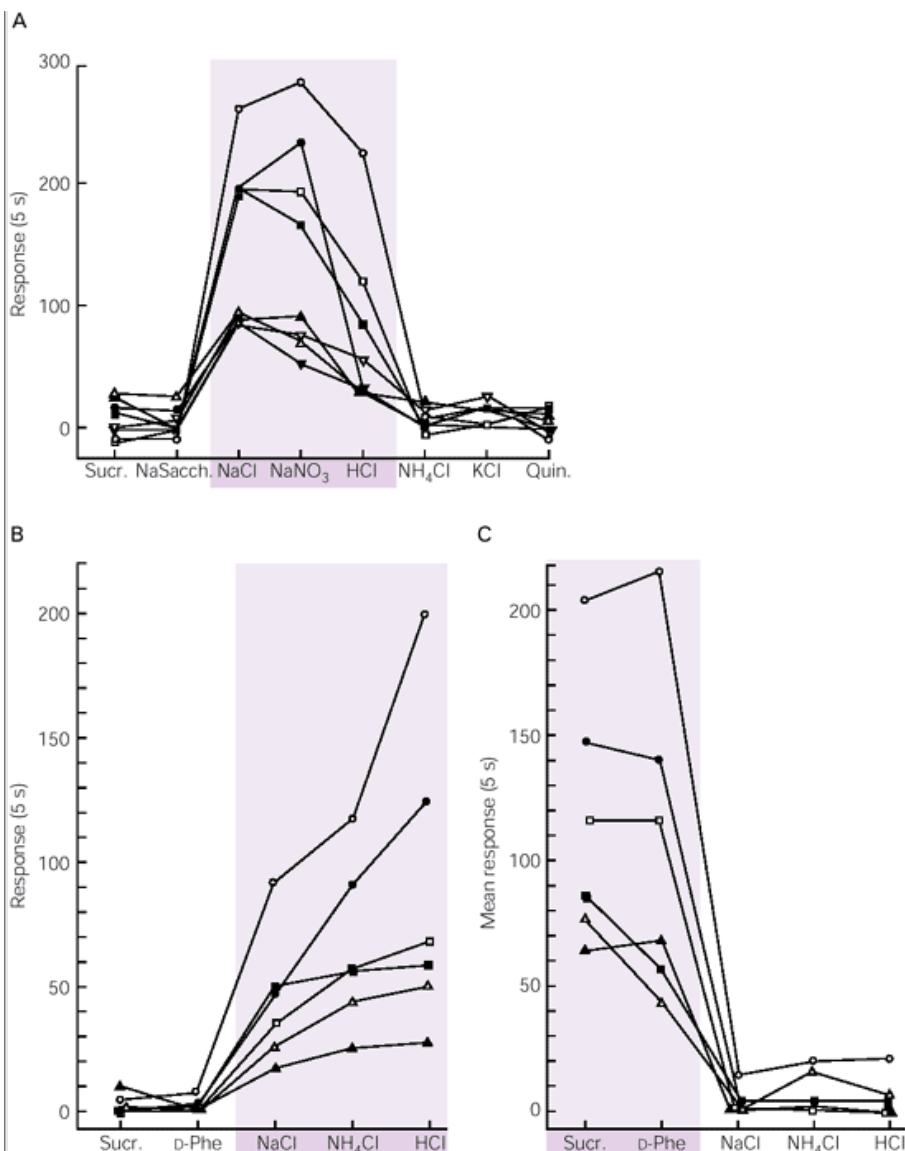 A
300
200
100
0
Response (5 s)
Sucr. NaSacch. NaCl NaNO₃ HCl NH₄Cl KCl Quin.
B
200
150
100
50
0
Response (5 s)
Sucr. D-Phe NaCl NH₄Cl HCl
C
200
150
100
50
0
Mean response (5 s)
Sucr. D-Phe NaCl NH₄Cl HCl